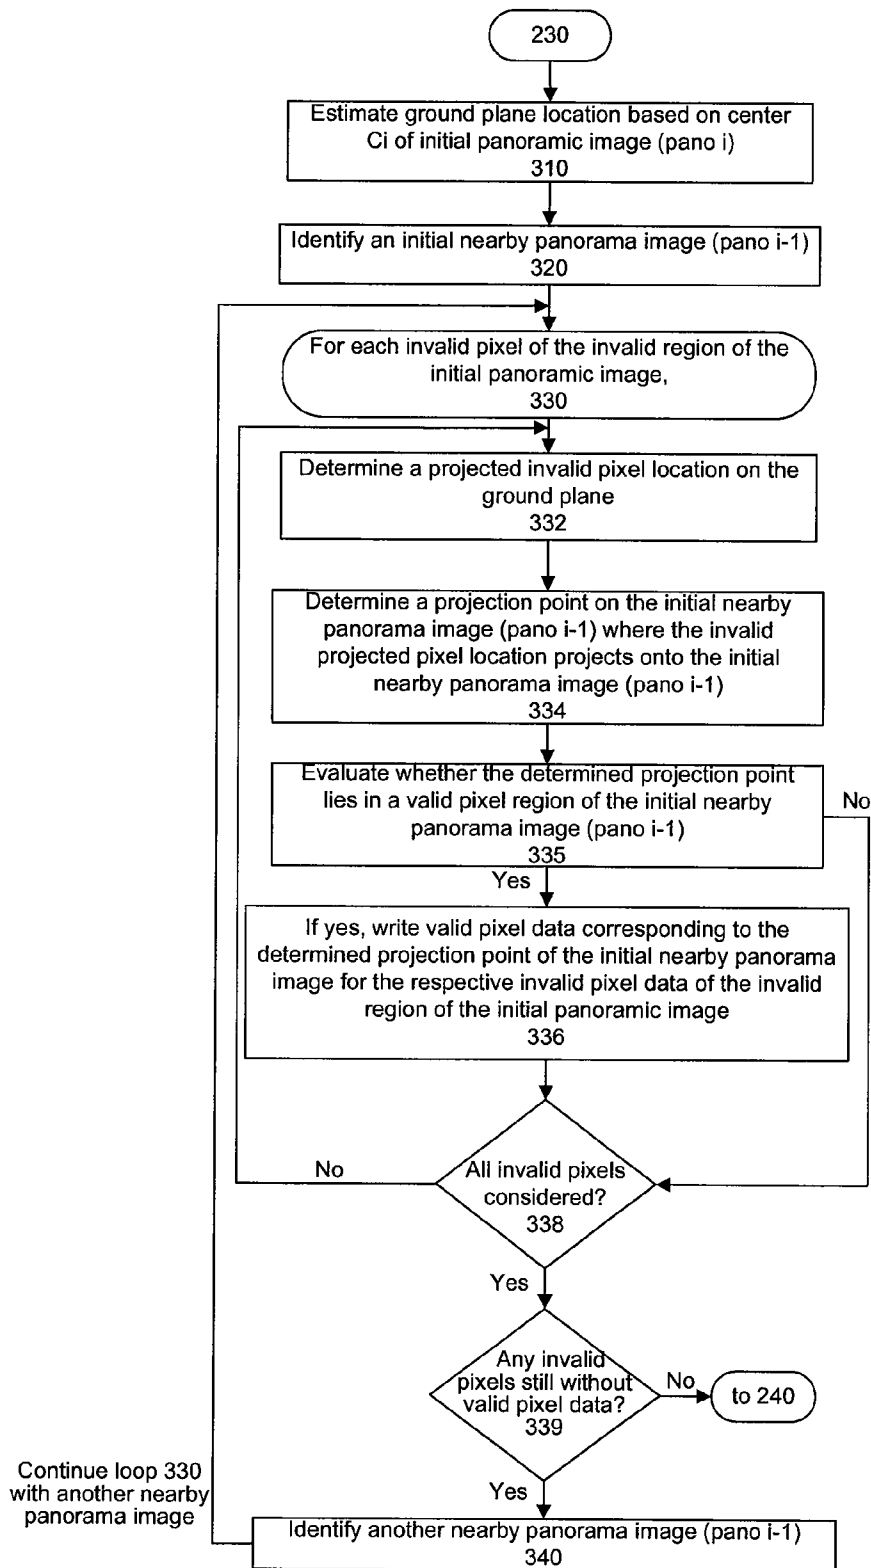 230
Estimate ground plane location based on center
Ci of initial panoramic image (pano i)
310
Identify an initial nearby panorama image (pano i-1)
320
For each invalid pixel of the invalid region of the
initial panoramic image,
330
Determine a projected invalid pixel location on the
ground plane
332
Determine a projection point on the initial nearby
panorama image (pano i-1) where the invalid
projected pixel location projects onto the initial
nearby panorama image (pano i-1)
334
Evaluate whether the determined projection point
lies in a valid pixel region of the initial nearby
panorama image (pano i-1)
335
No
Yes
If yes, write valid pixel data corresponding to the
determined projection point of the initial nearby panorama
image for the respective invalid pixel data of the invalid
region of the initial panoramic image
336
No
All invalid pixels
considered?
338
Yes
Any invalid
pixels still without
valid pixel data?
339
No
to 240
Yes
Continue loop 330
with another nearby
panorama image
Identify another nearby panorama image (pano i-1)
340